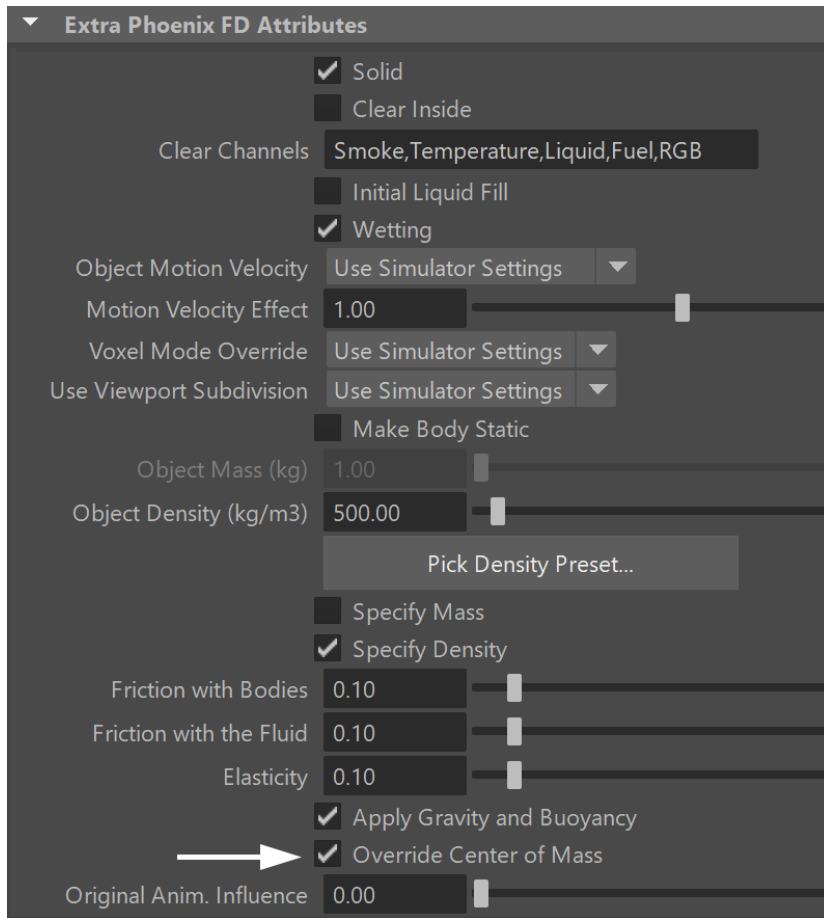 Extra Phoenix FD Attributes
Solid
Clear Inside
Clear Channels Smoke,Temperature,Liquid,Fuel,RGB
Initial Liquid Fill
Wetting
Object Motion Velocity Use Simulator Settings
Motion Velocity Effect 1.00
Voxel Mode Override Use Simulator Settings
Use Viewport Subdivision Use Simulator Settings
Make Body Static
Object Mass (kg) 1.00
Object Density (kg/m3) 500.00
Pick Density Preset...
Specify Mass
Specify Density
Friction with Bodies 0.10
Friction with the Fluid 0.10
Elasticity 0.10
Apply Gravity and Buoyancy
Override Center of Mass
Original Anim. Influence 0.00